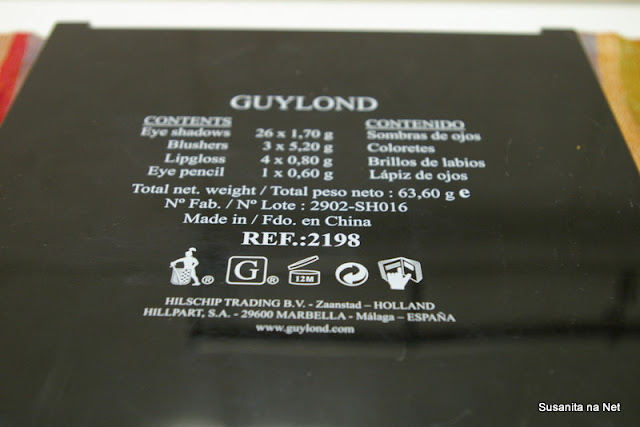 GUYLOND
CONTENTS CONTENIDO
Eye shadows 26 x 1,70 g Sombras de ojos
Blushers 3 x 5,20 g Coloretes
Lipgloss 4 x 0,80 g Brillos de labios
Eye pencil 1 x 0,60 g Lápiz de ojos
Total net. weight / Total peso neto : 63,60 g e
Nº Fab. / Nº Lote : 2902-SH016
Made in / Fdo. en China
REF.:2198
® G ® 12M
HILSCHIP TRADING B.V. - Zaanstad – HOLLAND
HILLPART, S.A. - 29600 MARBELLA - Málaga – ESPAÑA
www.guylond.com
Susanita na Net